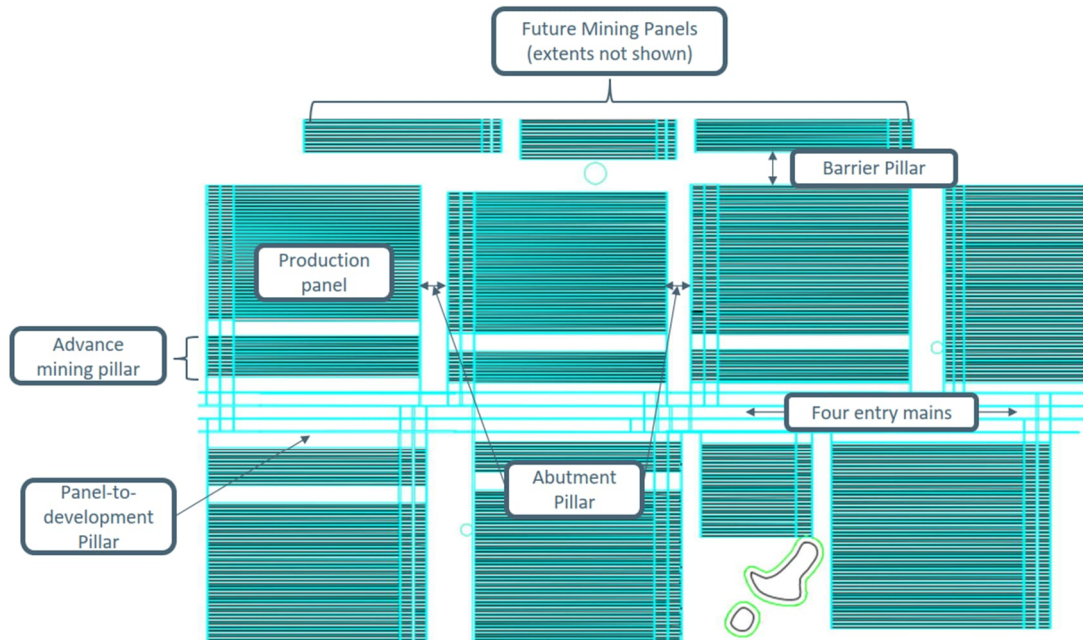 Future Mining Panels
(extents not shown)
Barrier Pillar
Production
panel
Advance
mining pillar
Four entry mains
Abutment
Pillar
Panel-to-
development
Pillar